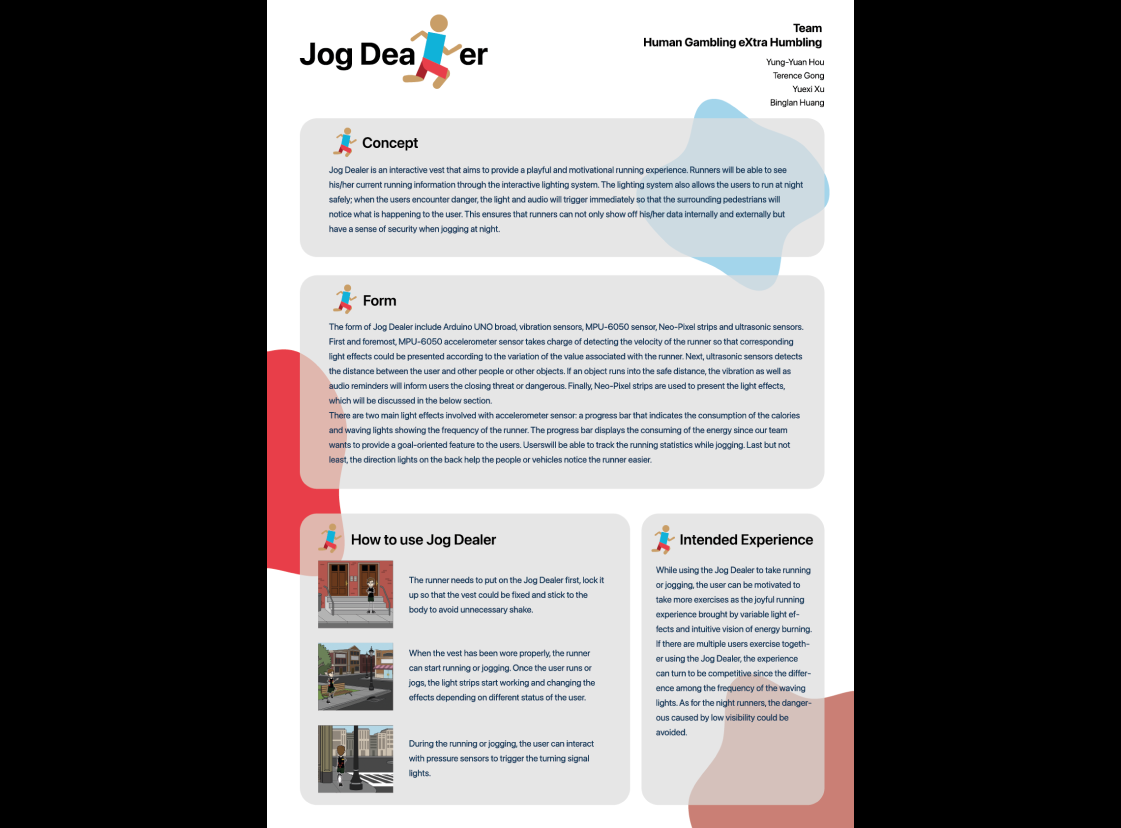 Jog Dealer
Team
Human Gambling eXtra Humbling
Yung-Yuan Hou
Terence Gong
Yuexi Xu
Binglan Huang
Concept
Jog Dealer is an interactive vest that aims to provide a playful and motivational running experience. Runners will be able to see
his/her current running information through the interactive lighting system. The lighting system also allows the users to run at night
safely; when the users encounter danger, the light and audio will trigger immediately so that the surrounding pedestrians will
notice what is happening to the user. This ensures that runners can not only show off his/her data internally and externally but
have a sense of security when jogging at night.
Form
The form of Jog Dealer include Arduino UNO broad, vibration sensors, MPU-6050 sensor, Neo-Pixel strips and ultrasonic sensors.
First and foremost, MPU-6050 accelerometer sensor takes charge of detecting the velocity of the runner so that corresponding
light effects could be presented according to the variation of the value associated with the runner. Next, ultrasonic sensors detects
the distance between the user and other people or other objects. If an object runs into the safe distance, the vibration as well as
audio reminders will inform users the closing threat or dangerous. Finally, Neo-Pixel strips are used to present the light effects,
which will be discussed in the below section.
There are two main light effects involved with accelerometer sensor: a progress bar that indicates the consumption of the calories
and waving lights showing the frequency of the runner. The progress bar displays the consuming of the energy since our team
wants to provide a goal-oriented feature to the users. Userswill be able to track the running statistics while jogging. Last but not
least, the direction lights on the back help the people or vehicles notice the runner easier.
How to use Jog Dealer
The runner needs to put on the Jog Dealer first, lock it
up so that the vest could be fixed and stick to the
body to avoid unnecessary shake.
When the vest has been wore properly, the runner
can start running or jogging. Once the user runs or
jogs, the light strips start working and changing the
effects depending on different status of the user.
During the running or jogging, the user can interact
with pressure sensors to trigger the turning signal
lights.
Intended Experience
While using the Jog Dealer to take running
or jogging, the user can be motivated to
take more exercises as the joyful running
experience brought by variable light ef-
fects and intuitive vision of energy burning.
If there are multiple users exercise togeth-
er using the Jog Dealer, the experience
can turn to be competitive since the differ-
ence among the frequency of the waving
lights. As for the night runners, the danger-
ous caused by low visibility could be
avoided.